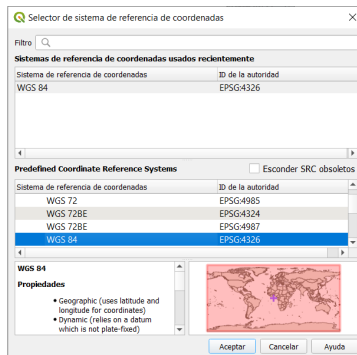 Selector de sistema de referencia de coordenadas
Filtro
Sistemas de referencia de coordenadas usados recientemente
Sistema de referencia de coordenadas ID de la autoridad
WGS 84 EPSG:4326
Predefined Coordinate Reference Systems Esconder SRC obsoletos
Sistema de referencia de coordenadas ID de la autoridad
WGS 72 EPSG:4985
WGS 72BE EPSG:4324
WGS 72BE EPSG:4987
WGS 84 EPSG:4326
WGS 84
Propiedades
• Geographic (uses latitude and
longitude for coordinates)
• Dynamic (relies on a datum
which is not plate-fixed)
Aceptar Cancelar Ayuda